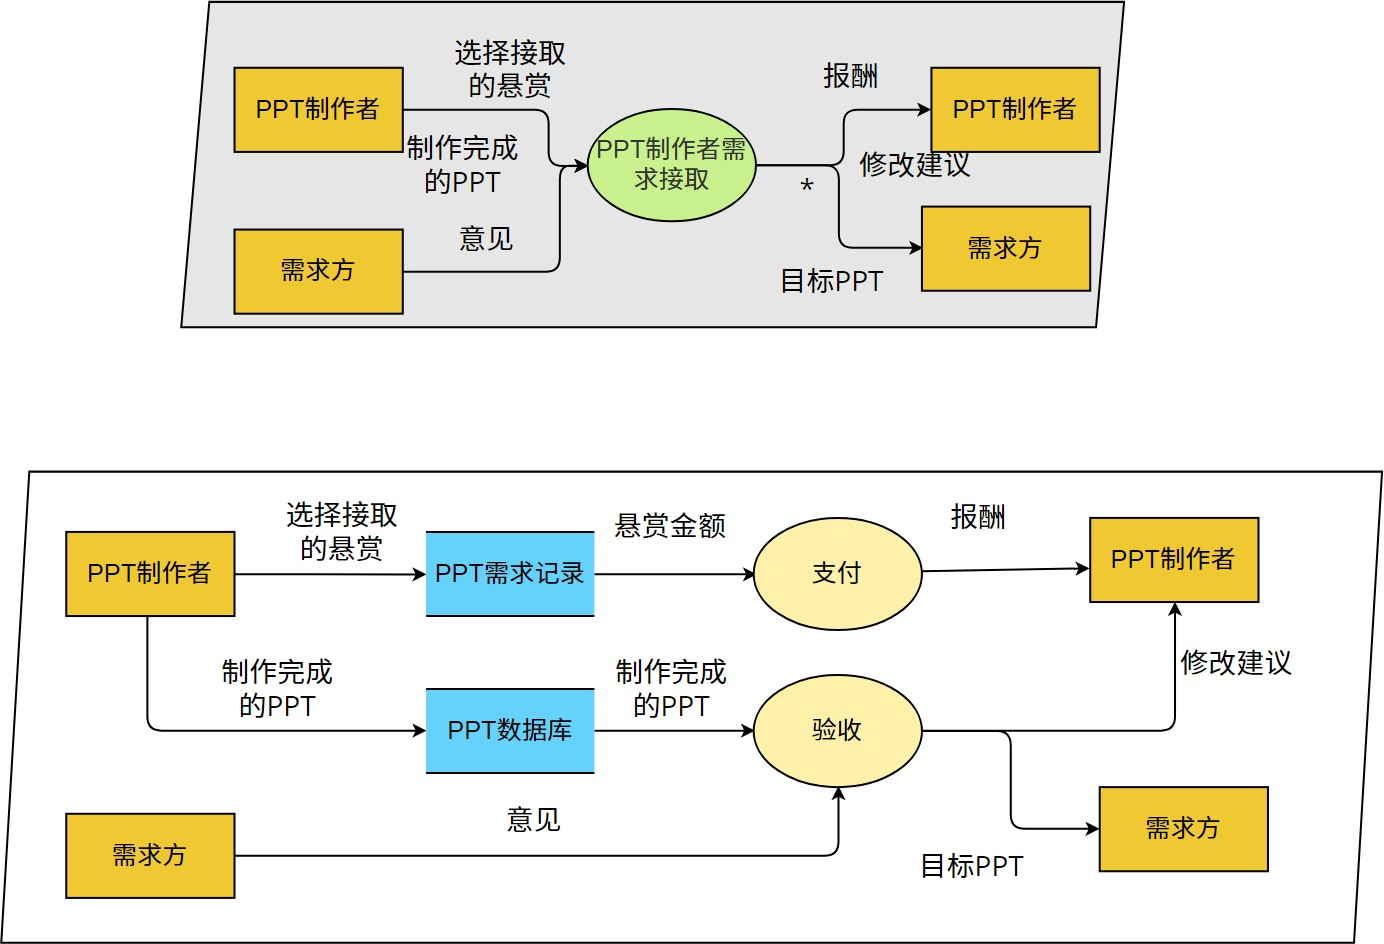 选择接取
的悬赏
报酬
PPT制作者
PPT制作者
制作完成
的PPT
PPT制作者需
求接取
修改建议
*
意见
需求方
需求方
目标PPT
选择接取
的悬赏
悬赏金额
报酬
PPT制作者
PPT需求记录
支付
PPT制作者
制作完成
的PPT
制作完成
的PPT
修改建议
PPT数据库
验收
意见
需求方
需求方
目标PPT